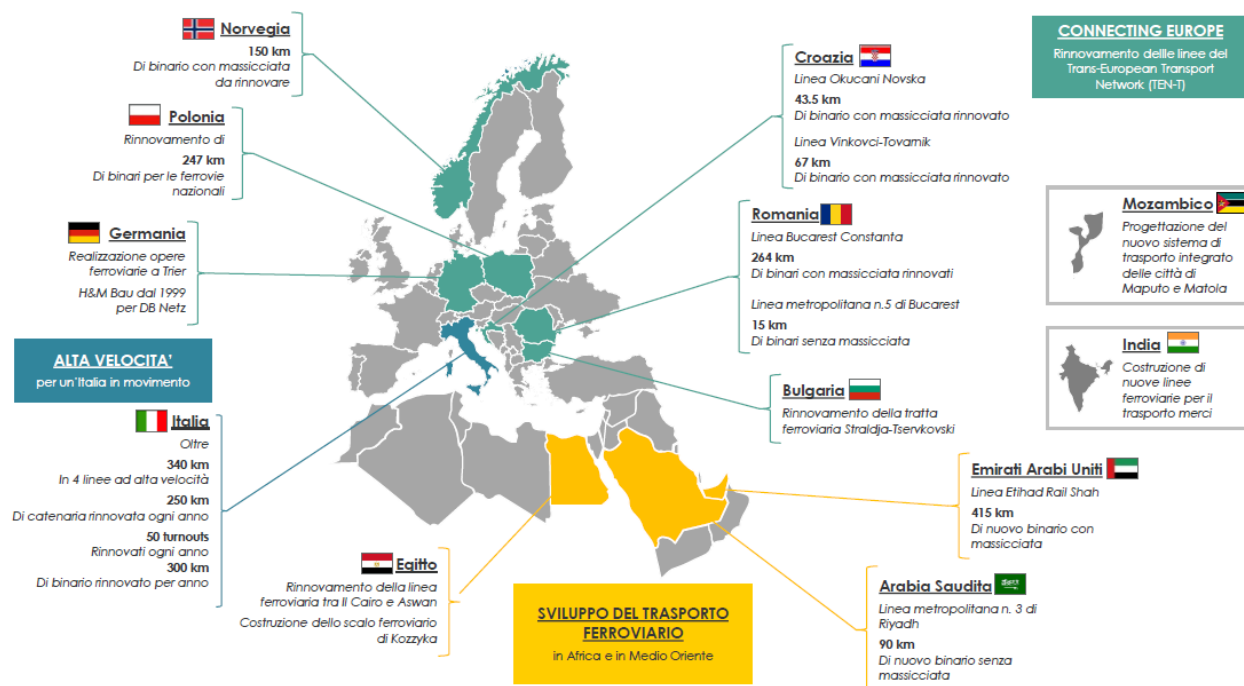 Norvegia
150 km
Di binario con massicciata
da rinnovare
Polonia
Rinnovamento di
247 km
Di binari per le ferrovie
nazionali
Germania
Realizzazione opere
ferroviarie a Trier
H&M Bau dal 1999
per DB Netz
ALTA VELOCITA'
per un'Italia in movimento
Italia
Oltre
340 km
In 4 linee ad alta velocità
250 km
Di catenaria rinnovata ogni anno
50 turnouts
Rinnovati ogni anno
300 km
Di binario rinnovato per anno
Egitto
Rinnovamento della linea
ferroviaria tra Il Cairo e Aswan
Costruzione dello scalo ferroviario
di Kozzyka
SVILUPPO DEL TRASPORTO
FERROVIARIO
in Africa e in Medio Oriente
Croazia
Linea Okucani Novska
43.5 km
Di binario con massicciata rinnovato
Linea Vinkovci-Tovarnik
67 km
Di binario con massicciata rinnovato
Romania
Linea Bucarest Constanta
264 km
Di binari con massicciata rinnovati
Linea metropolitana n.5 di Bucarest
15 km
Di binari senza massicciata
Bulgaria
Rinnovamento della tratta
ferroviaria Straldja-Tservkovski
Emirati Arabi Uniti
Linea Etihad Rail Shah
415 km
Di nuovo binario con
massicciata
Arabia Saudita
Linea metropolitana n. 3 di
Riyadh
90 km
Di nuovo binario senza
massicciata
CONNECTING EUROPE
Rinnovamento dellle linee del
Trans-European Transport
Network (TEN-T)
Mozambico
Progettazione del
nuovo sistema di
trasporto integrato
delle città di
Maputo e Matola
India
Costruzione di
nuove linee
ferroviarie per il
trasporto merci